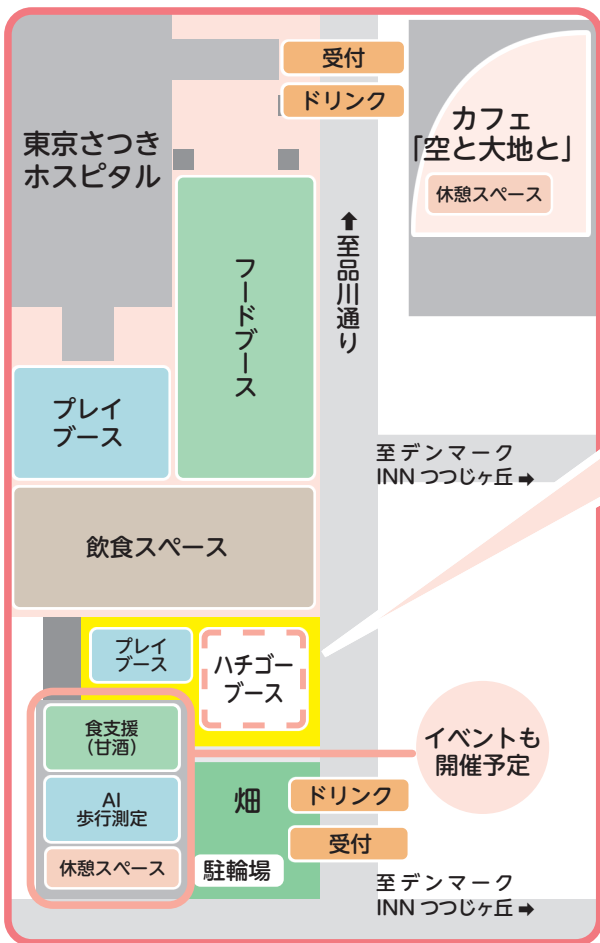 受付
ドリンク
東京さつき
ホスピタル
カフェ
「空と大地と」
休憩スペース
⬆至品川通り
フードブース
プレイ
ブース
至デンマーク
INN つつじヶ丘➡
飲食スペース
プレイ
ブース
ハチゴー
ブース
食支援
(甘酒)
イベントも
開催予定
AI
歩行測定
畑
ドリンク
受付
休憩スペース
駐輪場
至デンマーク
INN つつじヶ丘➡